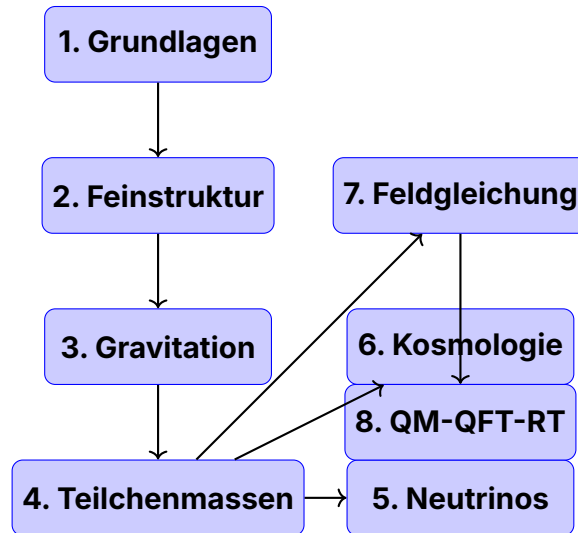 1. Grundlagen
2. Feinstruktur
7. Feldgleichung
3. Gravitation
6. Kosmologie
8. QM-QFT-RT
4. Teilchenmassen
5. Neutrinos